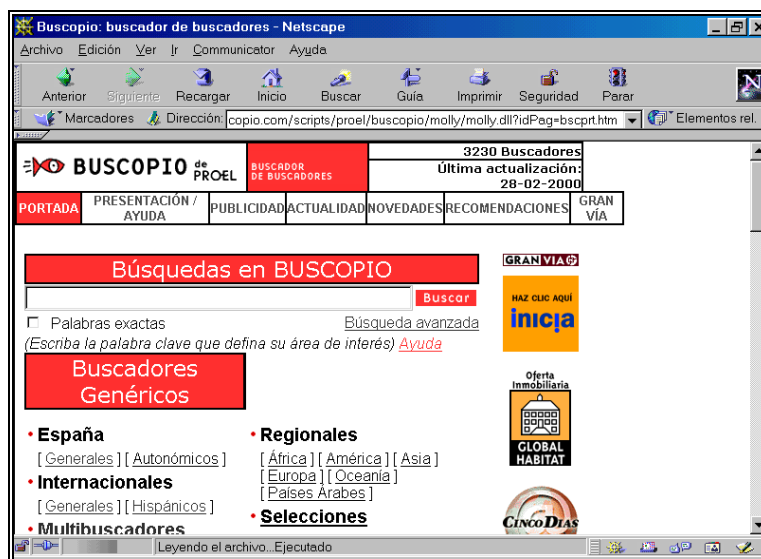 Buscopio: buscador de buscadores - Netscape
Archivo Edición Ver Ir Communicator Ayuda
Anterior Siguiente Recargar Inicio Buscar Guía Imprimir Seguridad Parar
N
Marcadores Dirección: copio.com/scripts/proel/buscopio/molly/molly.dll?idPag=bscprt.htm Elementos rel.
BUSCOPIO de PROEL
BUSCADOR DE BUSCADORES
3230 Buscadores
Última actualización:
28-02-2000
PORTADA PRESENTACIÓN / AYUDA PUBLICIDAD ACTUALIDAD NOVEDADES RECOMENDACIONES GRAN VÍA
Búsquedas en BUSCOPIO
Buscar
Palabras exactas Búsqueda avanzada
(Escriba la palabra clave que defina su área de interés) Ayuda
Buscadores
Genéricos
• España
[ Generales ] [ Autonómicos ]
• Internacionales
[ Generales ] [ Hispánicos ]
• Multibuscadores
• Regionales
[ África ] [ América ] [ Asia ]
[ Europa ] [ Oceanía ]
[ Países Árabes ]
• Selecciones
GRAN VIA
HAZ CLIC AQUÍ
inicia
Oferta
Inmobiliaria
GLOBAL
HABITAT
CINCO DIAS
Leyendo el archivo...Ejecutado